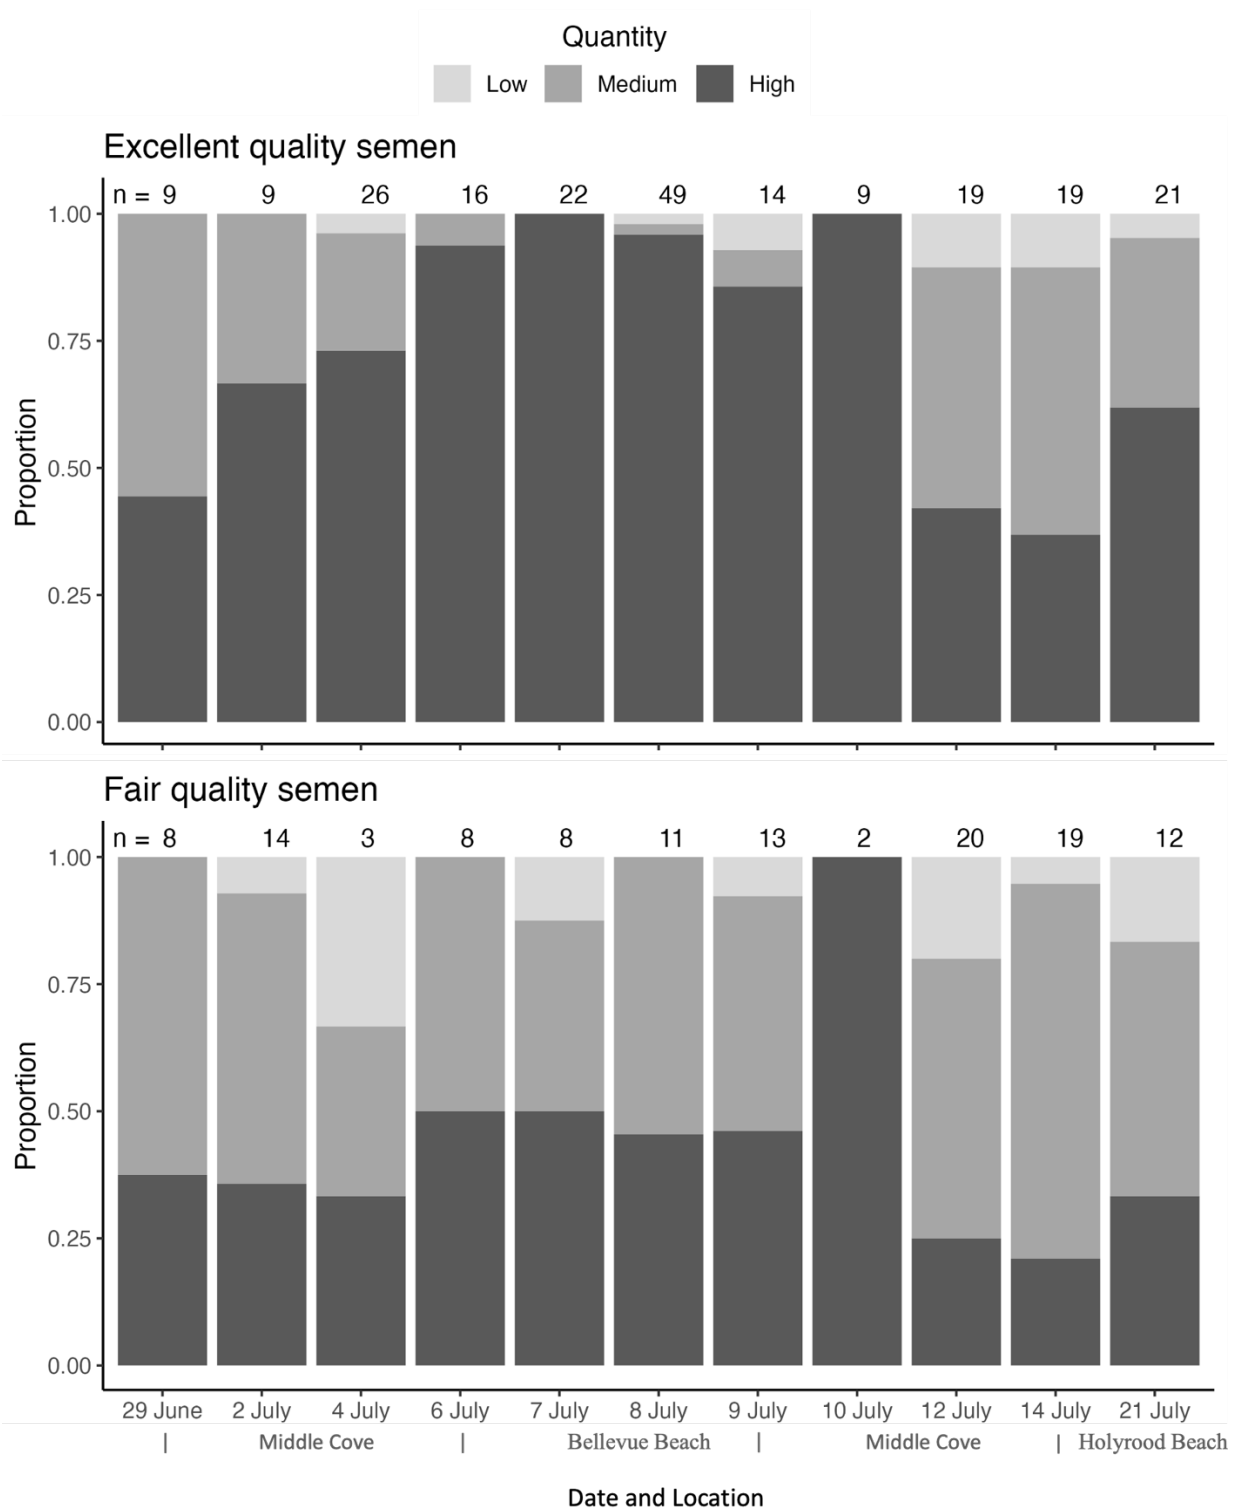 Quantity
Low Medium High
Excellent quality semen
n = 9 9 26 16 22 49 14 9 19 19 21
1.00
0.75
0.50
0.25
0.00
Proportion
Fair quality semen
n = 8 14 3 8 8 11 13 2 20 19 12
1.00
0.75
0.50
0.25
0.00
Proportion
29 June 2 July 4 July 6 July 7 July 8 July 9 July 10 July 12 July 14 July 21 July
| Middle Cove | Bellevue Beach | Middle Cove | Holyrood Beach
Date and Location